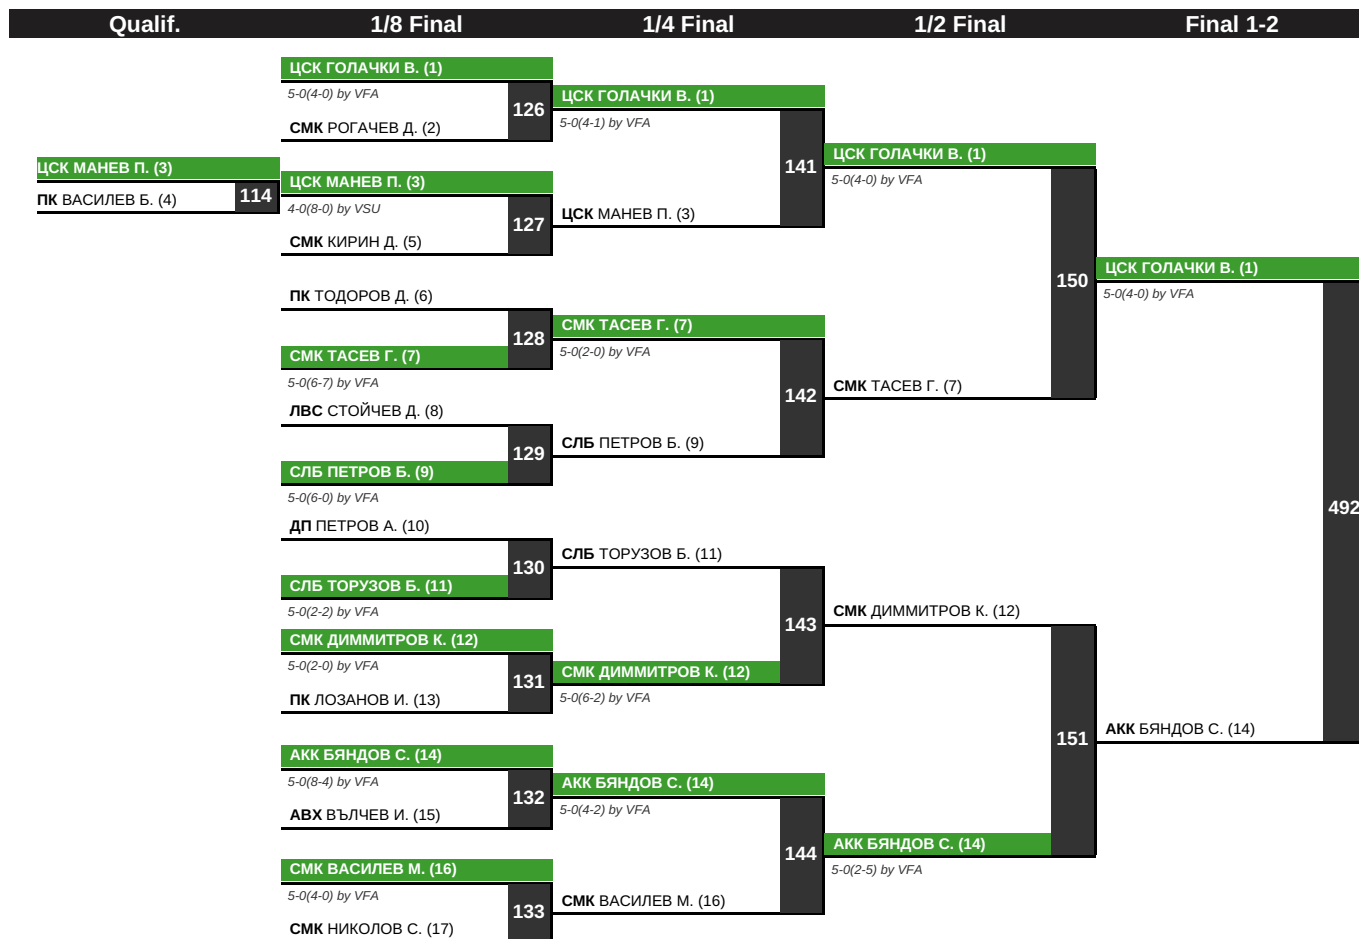 Qualif. 1/8 Final 1/4 Final 1/2 Final Final 1-2
ЦСК МАНЕВ П. (3)
ПК ВАСИЛЕВ Б. (4)
114
ЦСК ГОЛАЧКИ В. (1)
5-0(4-0) by VFA
СМК РОГАЧЕВ Д. (2)
126
ЦСК МАНЕВ П. (3)
4-0(8-0) by VSU
СМК КИРИН Д. (5)
127
ПК ТОДОРОВ Д. (6)
СМК ТАСЕВ Г. (7)
128
5-0(6-7) by VFA
ЛВС СТОЙЧЕВ Д. (8)
СЛБ ПЕТРОВ Б. (9)
129
5-0(6-0) by VFA
ДП ПЕТРОВ А. (10)
СЛБ ТОРУЗОВ Б. (11)
130
5-0(2-2) by VFA
СМК ДИММИТРОВ К. (12)
5-0(2-0) by VFA
ПК ЛОЗАНОВ И. (13)
131
АКК БЯНДОВ С. (14)
5-0(8-4) by VFA
АВХ ВЪЛЧЕВ И. (15)
132
СМК ВАСИЛЕВ М. (16)
5-0(4-0) by VFA
СМК НИКОЛОВ С. (17)
133
ЦСК ГОЛАЧКИ В. (1)
5-0(4-1) by VFA
ЦСК МАНЕВ П. (3)
141
СМК ТАСЕВ Г. (7)
5-0(2-0) by VFA
СЛБ ПЕТРОВ Б. (9)
142
СЛБ ТОРУЗОВ Б. (11)
СМК ДИММИТРОВ К. (12)
143
5-0(6-2) by VFA
АКК БЯНДОВ С. (14)
5-0(4-2) by VFA
СМК ВАСИЛЕВ М. (16)
144
ЦСК ГОЛАЧКИ В. (1)
5-0(4-0) by VFA
СМК ТАСЕВ Г. (7)
150
СМК ДИММИТРОВ К. (12)
АКК БЯНДОВ С. (14)
151
5-0(2-5) by VFA
ЦСК ГОЛАЧКИ В. (1)
5-0(4-0) by VFA
АКК БЯНДОВ С. (14)
492